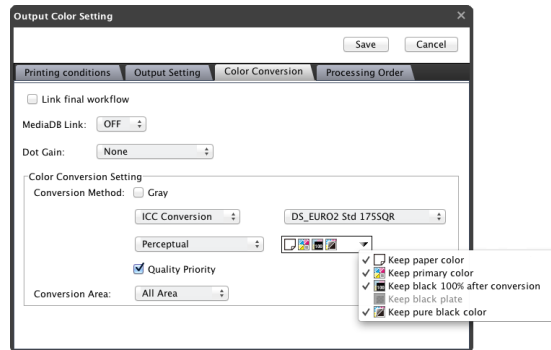 Output Color Setting
Save Cancel
Printing conditions Output Setting Color Conversion Processing Order
Link final workflow
MediaDB Link: OFF
Dot Gain: None
Color Conversion Setting
Conversion Method: Gray
ICC Conversion DS_EURO2 Std 175SQR
Perceptual
Keep paper color
Quality Priority Keep primary color
Keep black 100% after conversion
Conversion Area: All Area Keep black plate
Keep pure black color